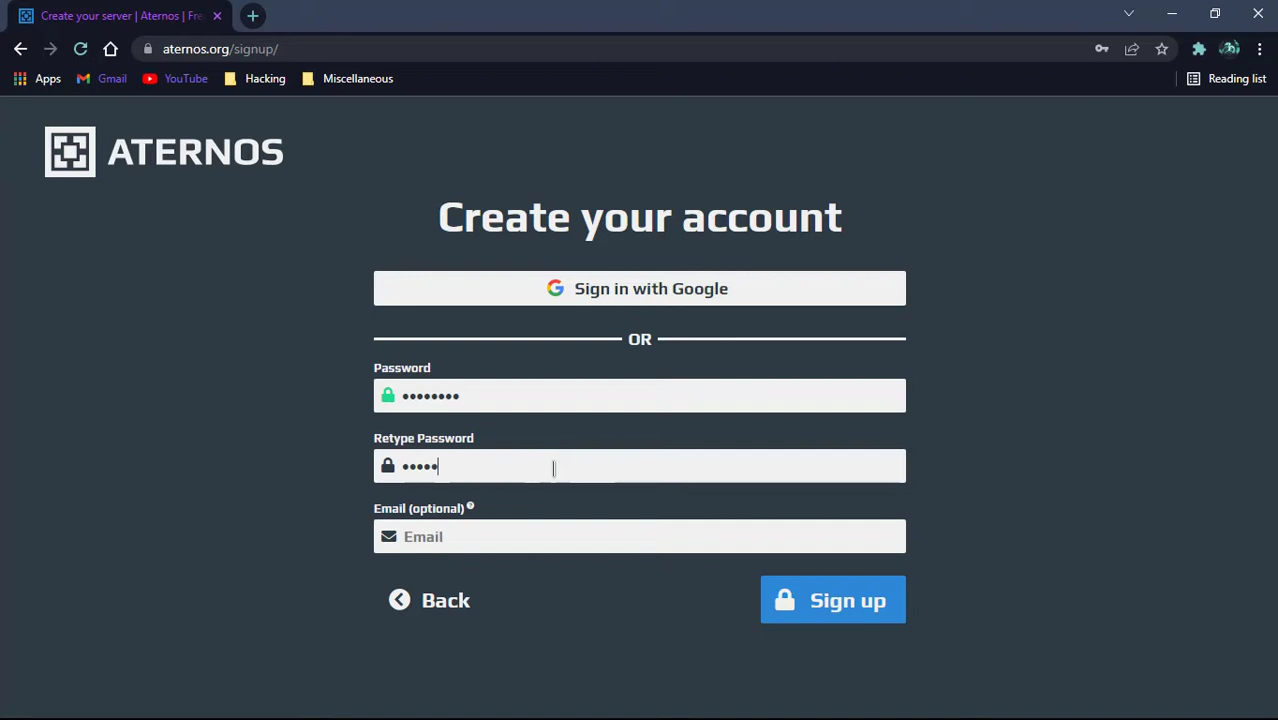 Create your server | Aternos | Fre
aternos.org/signup/
Apps Gmail YouTube Hacking Miscellaneous Reading list
ATERNOS
Create your account
Sign in with Google
OR
Password
••••••••
Retype Password
•••••
Email (optional) ?
Email
Back Sign up